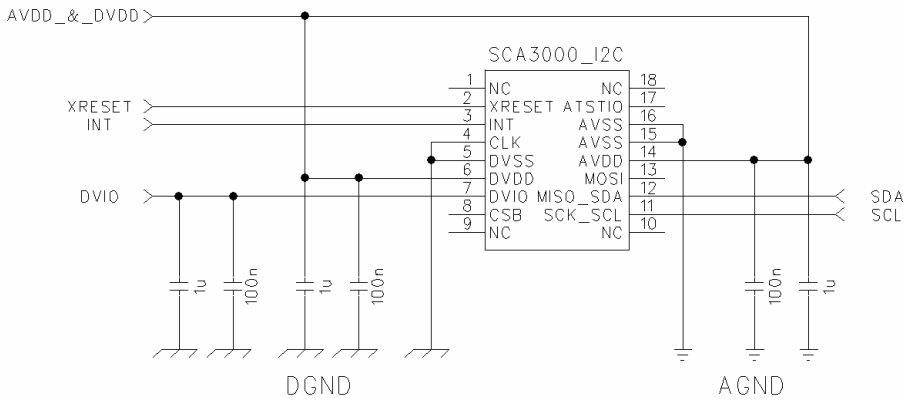 AVDD_&_DVDD
SCA3000_I2C
1 NC NC 18
XRESET 2 XRESET ATSTIO 17
INT 3 INT AVSS 16
4 CLK AVSS 15
5 DVSS AVDD 14
6 DVDD MOSI 13
DVIO 7 DVIO MISO_SDA 12 SDA
8 CSB SCK_SCL 11 SCL
9 NC NC 10
1u 100n 1u 100n 100n 1u
DGND AGND